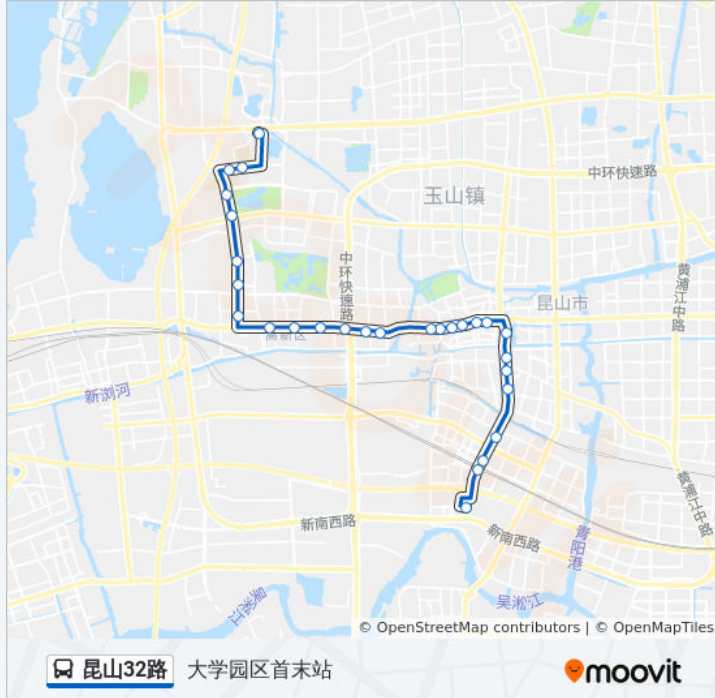 中环快速路
玉山镇
黄浦江中路
中环快速路
昆山市
高新区
新浏河
黄浦江中路
新南西路
新南西路
青阳港
吴淞江
吴淞江
© OpenStreetMap contributors | © OpenMapTiles
昆山32路 大学园区首末站
moovit